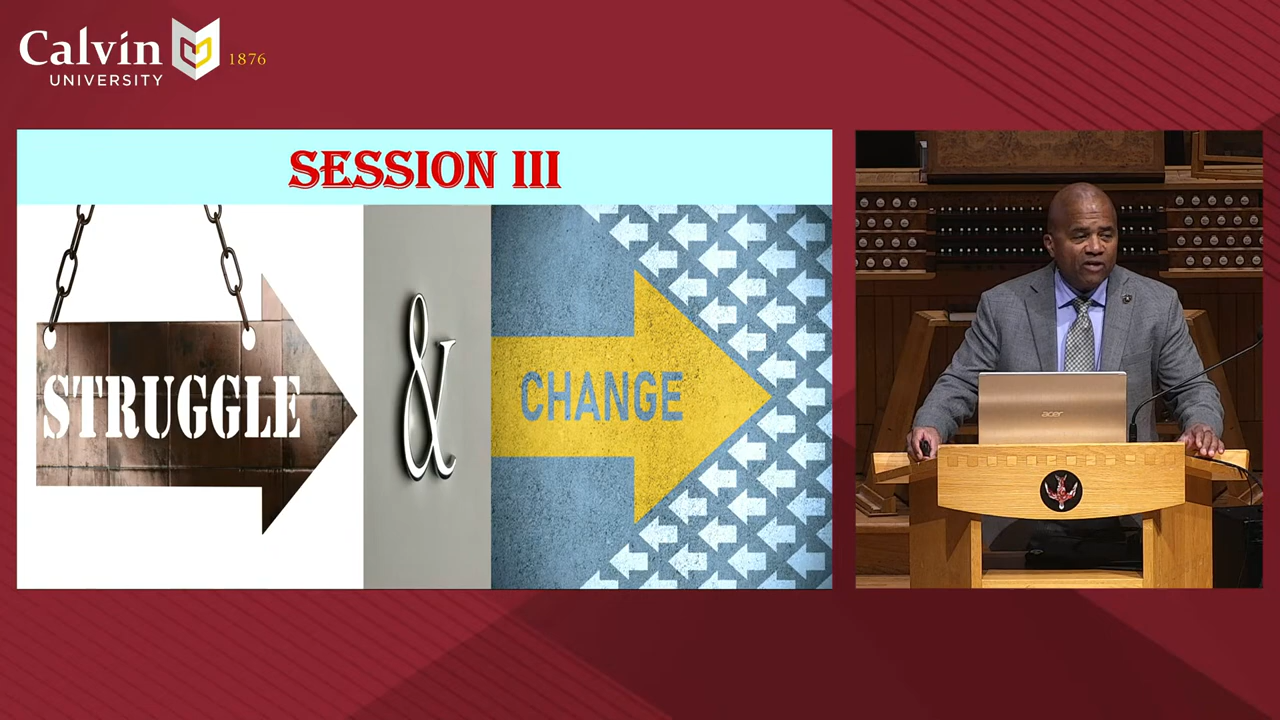 Calvin
UNIVERSITY
1876
SESSION III
STRUGGLE
&
CHANGE
acer